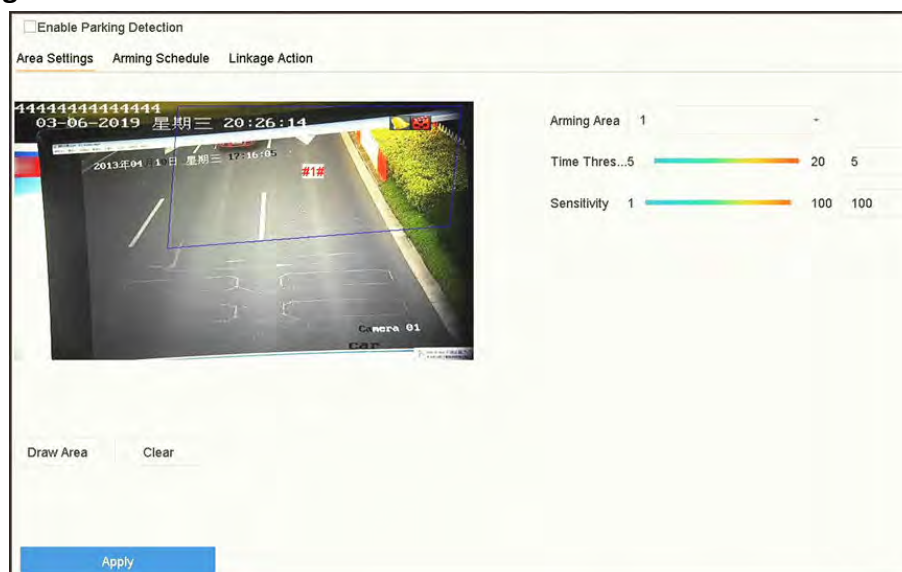 g
Enable Parking Detection
Area Settings Arming Schedule Linkage Action
44444444444444
03-06-2019 星期三 20:26:14
2013年04月10日 星期三 17:16:05
#1#
Camera 01
car
Arming Area 1
Time Thres...5 20 5
Sensitivity 1 100 100
Draw Area Clear
Apply